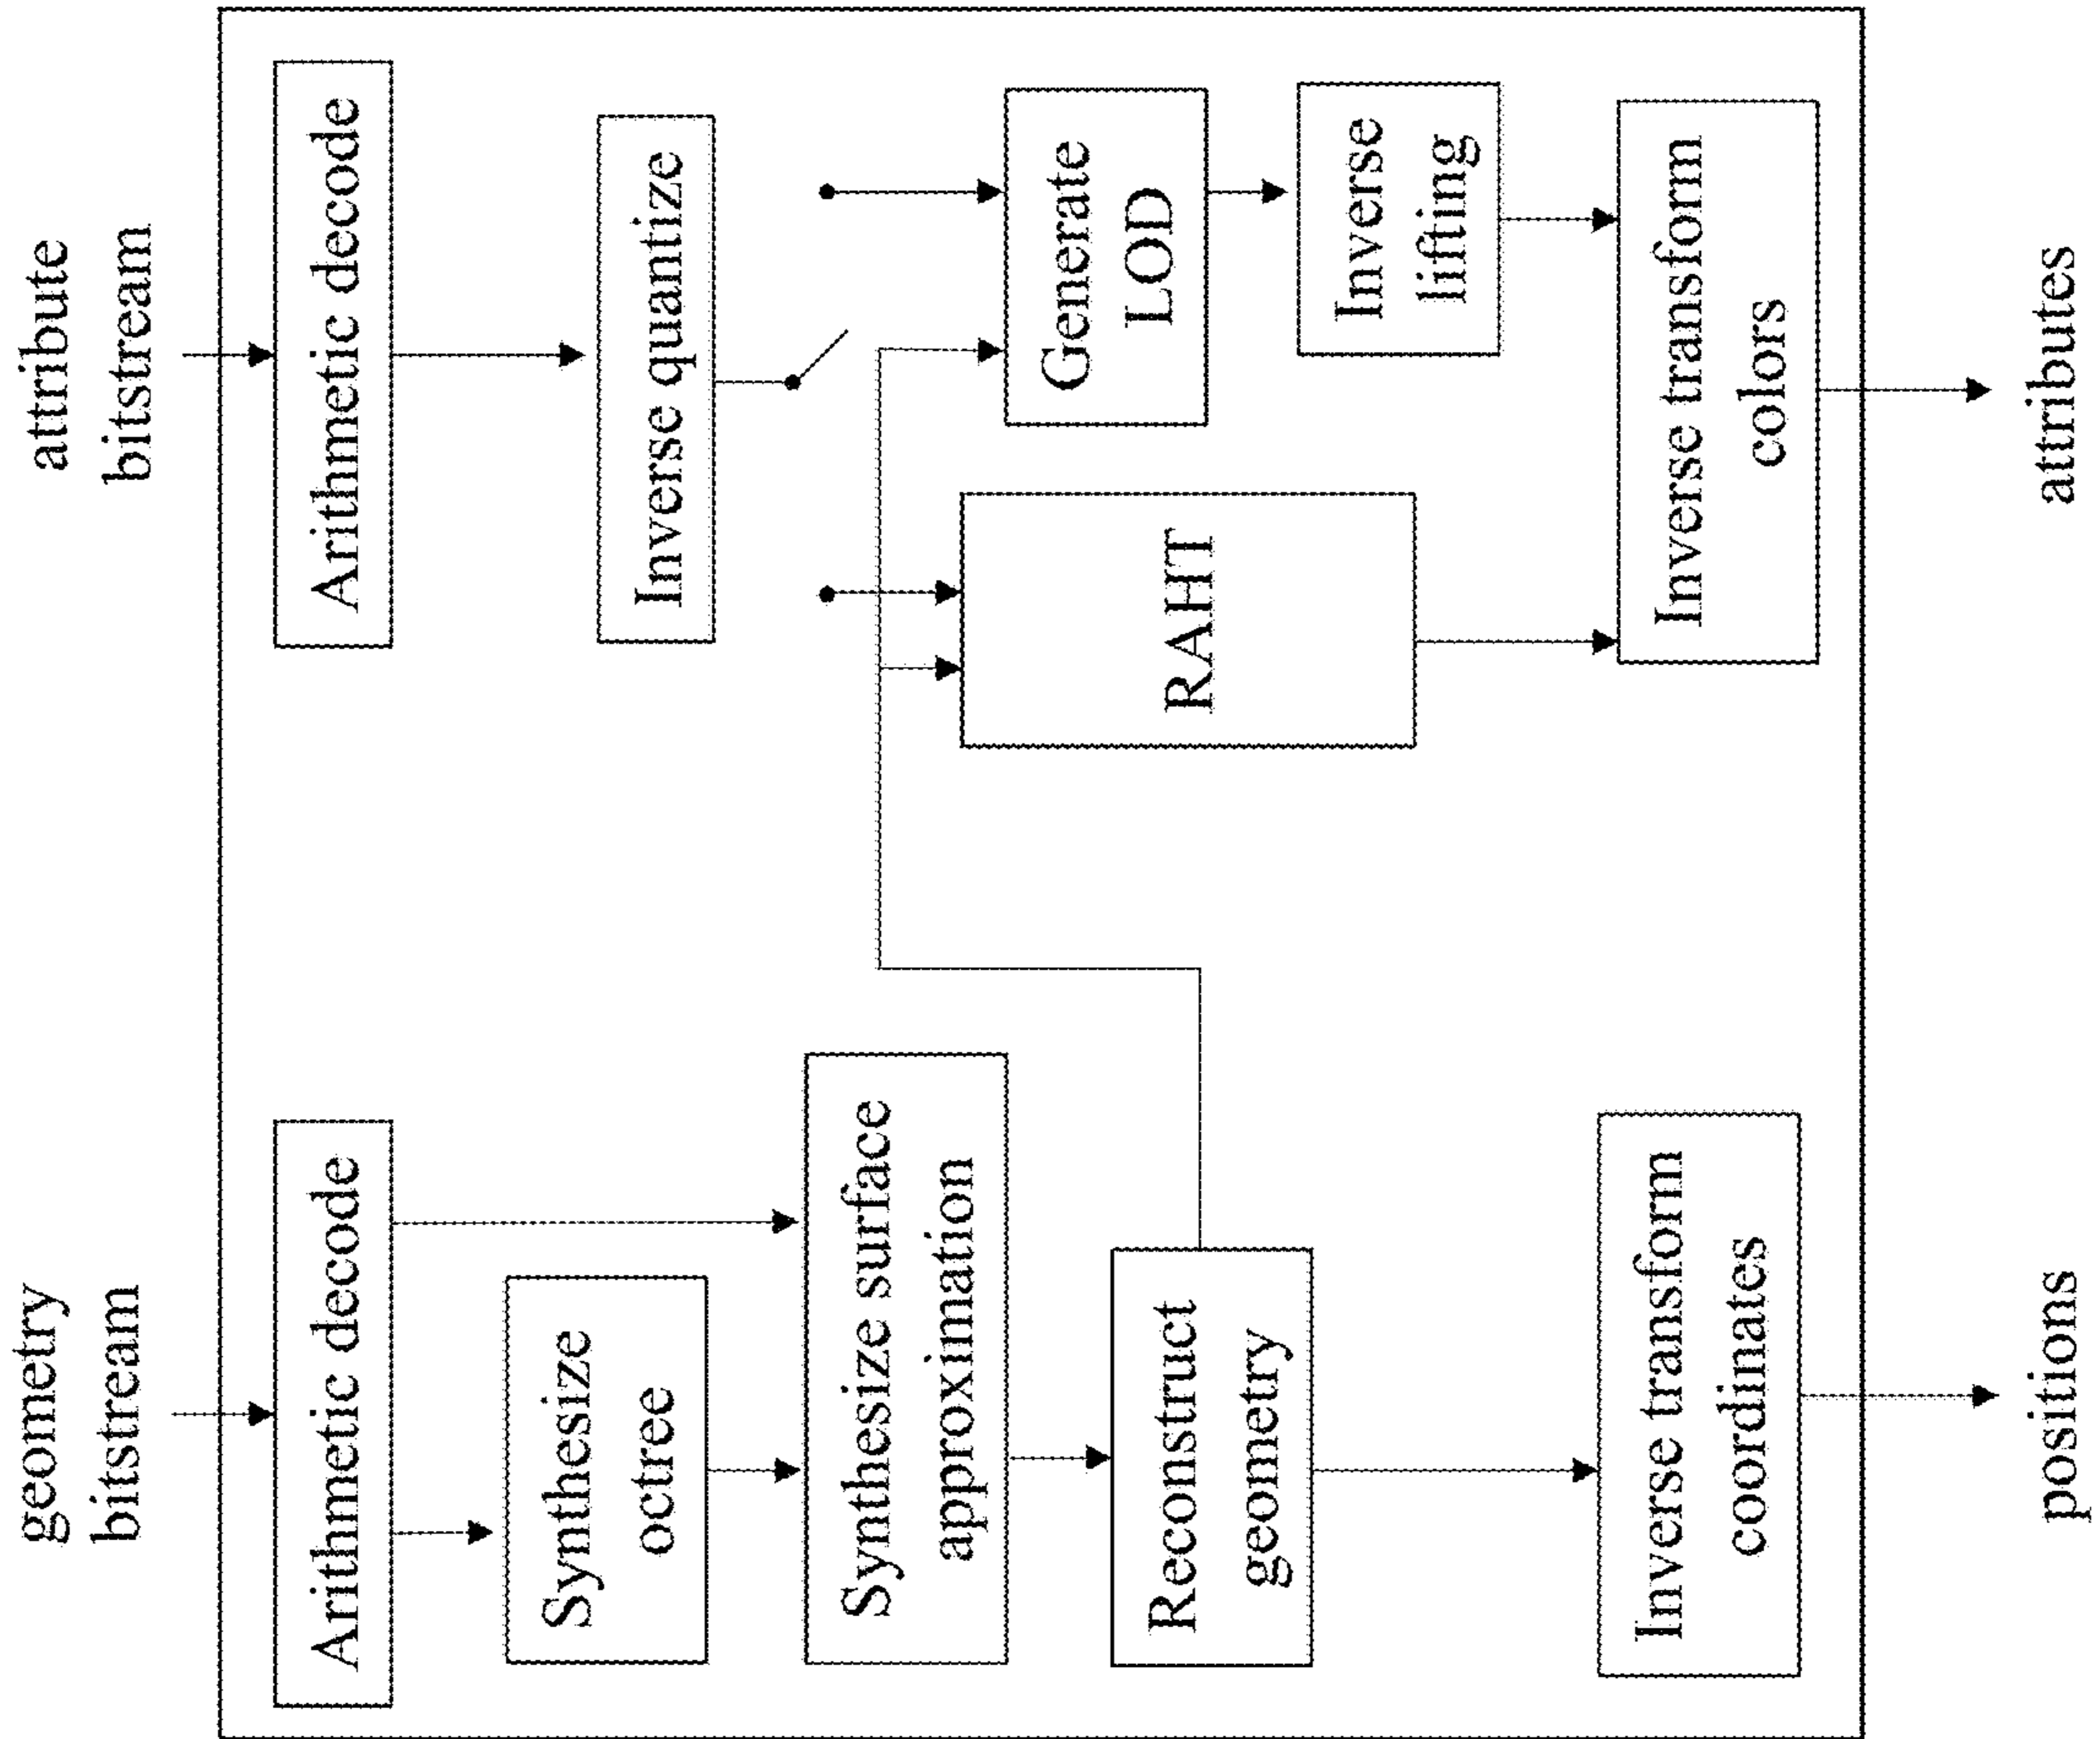 geometry
bitstream
Arithmetic decode
Synthesize
octree
Synthesize surface
approximation
Reconstruct
geometry
Inverse transform
coordinates
positions
attribute
bitstream
Arithmetic decode
Inverse quantize
RAHT
Generate
LOD
Inverse
lifting
Inverse transform
colors
attributes